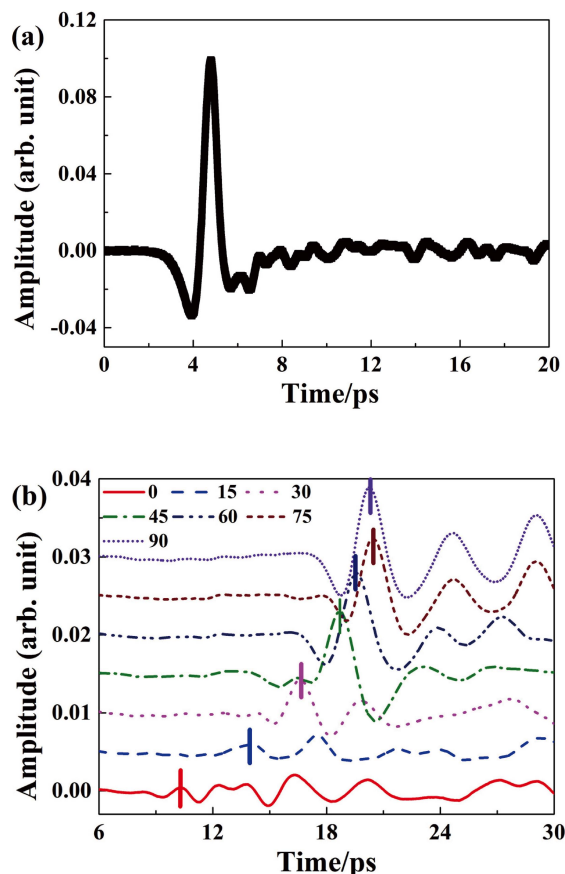 (a)
0.12
0.08
0.04
0.00
-0.04
Amplitude (arb. unit)
0 4 8 12 16 20
Time/ps
(b)
0.04
0.03
0.02
0.01
0.00
Amplitude (arb. unit)
0 15 30
45 60 75
90
6 12 18 24 30
Time/ps